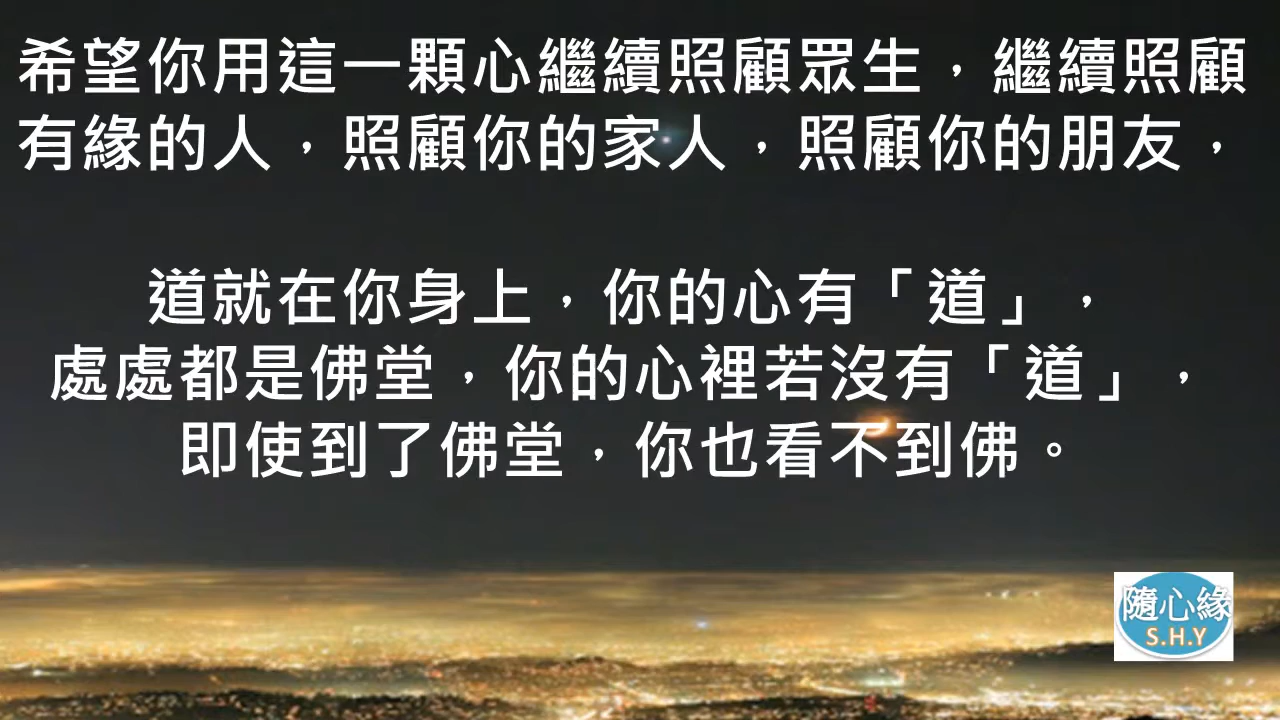 希望你用這一顆心繼續照顧眾生，繼續照顧
有緣的人，照顧你的家人，照顧你的朋友，
道就在你身上，你的心有「道」，
處處都是佛堂，你的心裡若沒有「道」，
即使到了佛堂，你也看不到佛。
隨心緣
S.H.Y